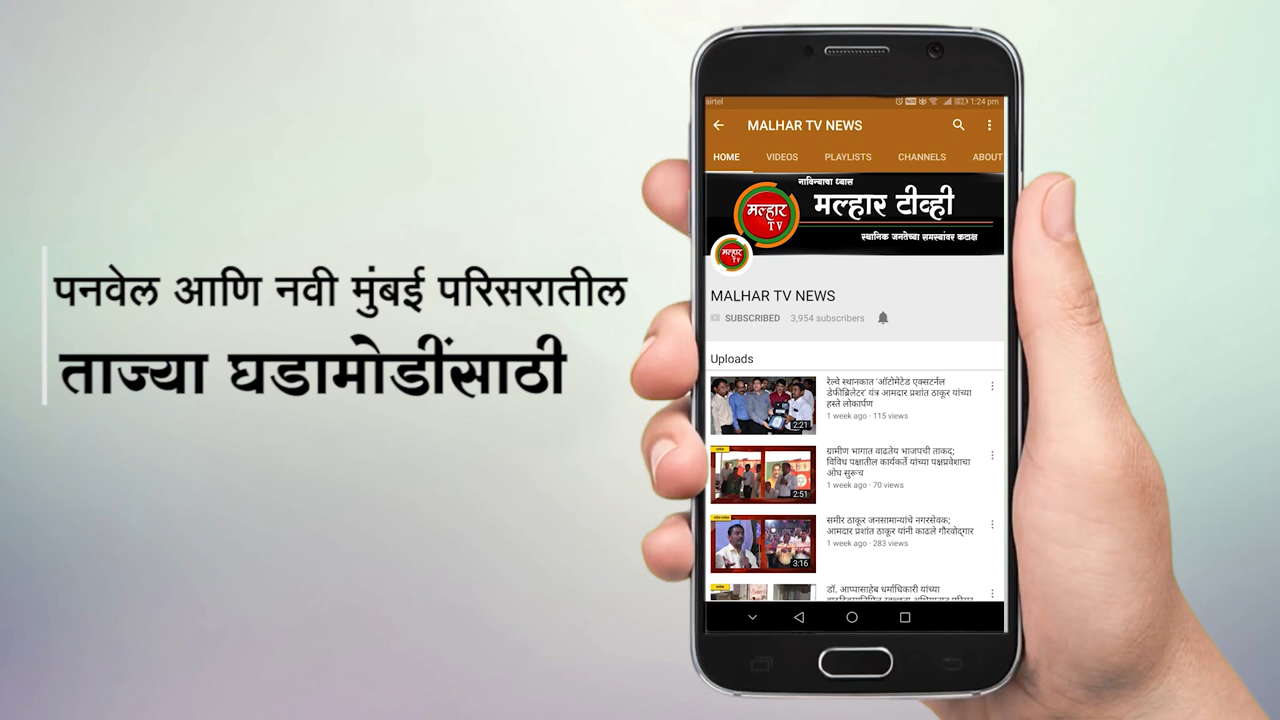 पनवेल आणि नवी मुंबई परिसरातील
ताज्या घडामोडींसाठी
airtel
1:24 pm
MALHAR TV NEWS
HOME VIDEOS PLAYLISTS CHANNELS ABOUT
मल्हार टीव्ही
मल्हार
TV
स्थानिक जनतेच्या समस्यांवर कटाक्ष
मल्हार
TV
MALHAR TV NEWS
SUBSCRIBED 3,954 subscribers
Uploads
रेल्वे स्थानकात 'ऑटोमेटेड एक्सटर्नल
डेफीब्रिलेटर' यंत्र आमदार प्रशांत ठाकूर यांच्या
हस्ते लोकार्पण
1 week ago · 115 views
2:21
ग्रामीण भागात वाढतेय भाजपची ताकद;
विविध पक्षातील कार्यकर्ते यांच्या पक्षप्रवेशाचा
ओघ सुरूच
1 week ago · 70 views
2:51
समीर ठाकूर जनसामान्यांचे नगरसेवक;
आमदार प्रशांत ठाकूर यांनी काढले गौरवोद्‌गार
1 week ago · 283 views
3:16
डॉ. आप्पासाहेब धर्माधिकारी यांच्या